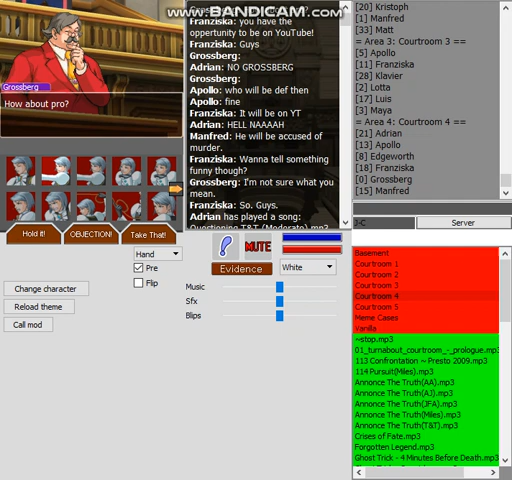 WWW.BANDICAM.COM
Grossberg
How about pro?
Franziska: you have the
oppertunity to be on YouTube!
Franziska: Guys
Grossberg:
Adrian: NO GROSSBERG
Grossberg:
Apollo: who will be def then
Apollo: fine
Franziska: It will be on YT
Adrian: HELL NAAAAH
Manfred: He will be accused of
murder.
Franziska: Wanna tell something
funny though?
Grossberg: I'm not sure what you
mean.
Franziska: So. Guys.
Adrian has played a song:
Questioning T&T (Moderato).mp3
[20] Kristoph
[1] Manfred
[33] Matt
= Area 3: Courtroom 3 ==
[5] Apollo
[11] Franziska
[28] Klavier
[2] Lotta
[17] Luis
[3] Maya
= Area 4: Courtroom 4 ==
[21] Adrian
[13] Apollo
[8] Edgeworth
[18] Franziska
[0] Grossberg
[15] Manfred
J-C
Server
Hold it!
OBJECTION!
Take That!
MUTE
Hand
Pre
Flip
Evidence
White
Change character
Reload theme
Call mod
Music
Sfx
Blips
Basement
Courtroom 1
Courtroom 2
Courtroom 3
Courtroom 4
Courtroom 5
Meme Cases
Vanilla
~stop.mp3
01_turnabout_courtroom_-_prologue.mp3
113 Confrontation ~ Presto 2009.mp3
114 Pursuit(Miles).mp3
Annonce The Truth(AA).mp3
Annonce The Truth(AJ).mp3
Annonce The Truth(JFA).mp3
Annonce The Truth(Miles).mp3
Annonce The Truth(T&T).mp3
Crises of Fate.mp3
Forgotten Legend.mp3
Ghost Trick - 4 Minutes Before Death.mp3